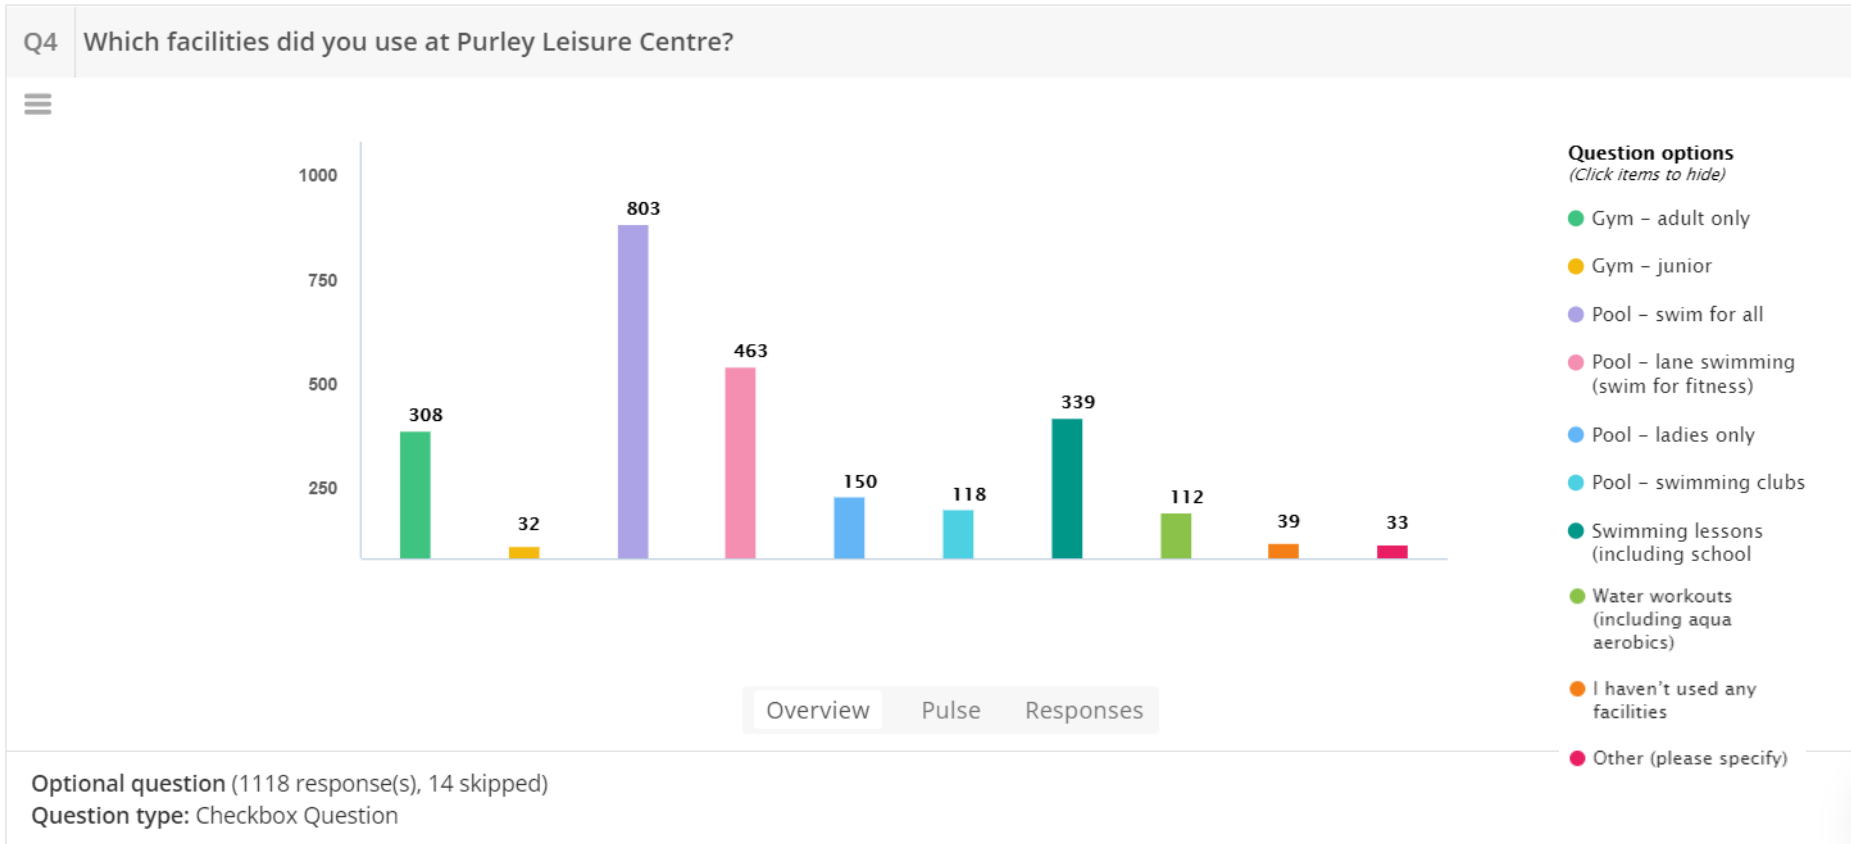 Q4 Which facilities did you use at Purley Leisure Centre?
1000
750
500
250
308
32
803
463
150
118
339
112
39
33
Question options
(Click items to hide)
Gym – adult only
Gym – junior
Pool – swim for all
Pool – lane swimming
(swim for fitness)
Pool – ladies only
Pool – swimming clubs
Swimming lessons
(including school
Water workouts
(including aqua
aerobics)
I haven't used any
facilities
Other (please specify)
Overview Pulse Responses
Optional question (1118 response(s), 14 skipped)
Question type: Checkbox Question